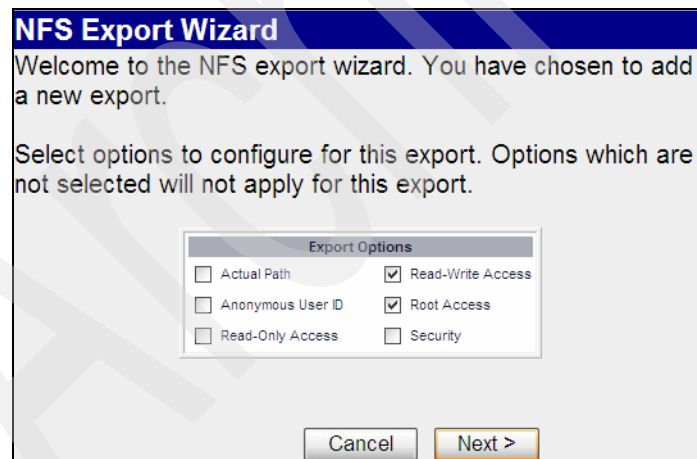 NFS Export Wizard
Welcome to the NFS export wizard. You have chosen to add
a new export.
Select options to configure for this export. Options which are
not selected will not apply for this export.
Export Options
Actual Path
Read-Write Access
Anonymous User ID
Root Access
Read-Only Access
Security
Cancel
Next >